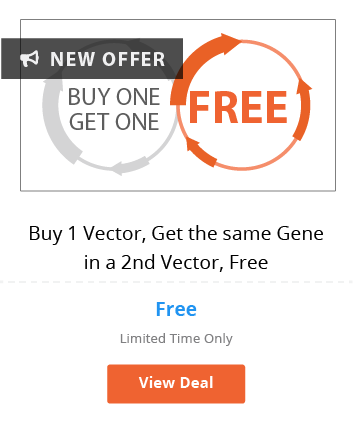 NEW OFFER
BUY ONE
GET ONE
FREE
Buy 1 Vector, Get the same Gene
in a 2nd Vector, Free
Free
Limited Time Only
View Deal